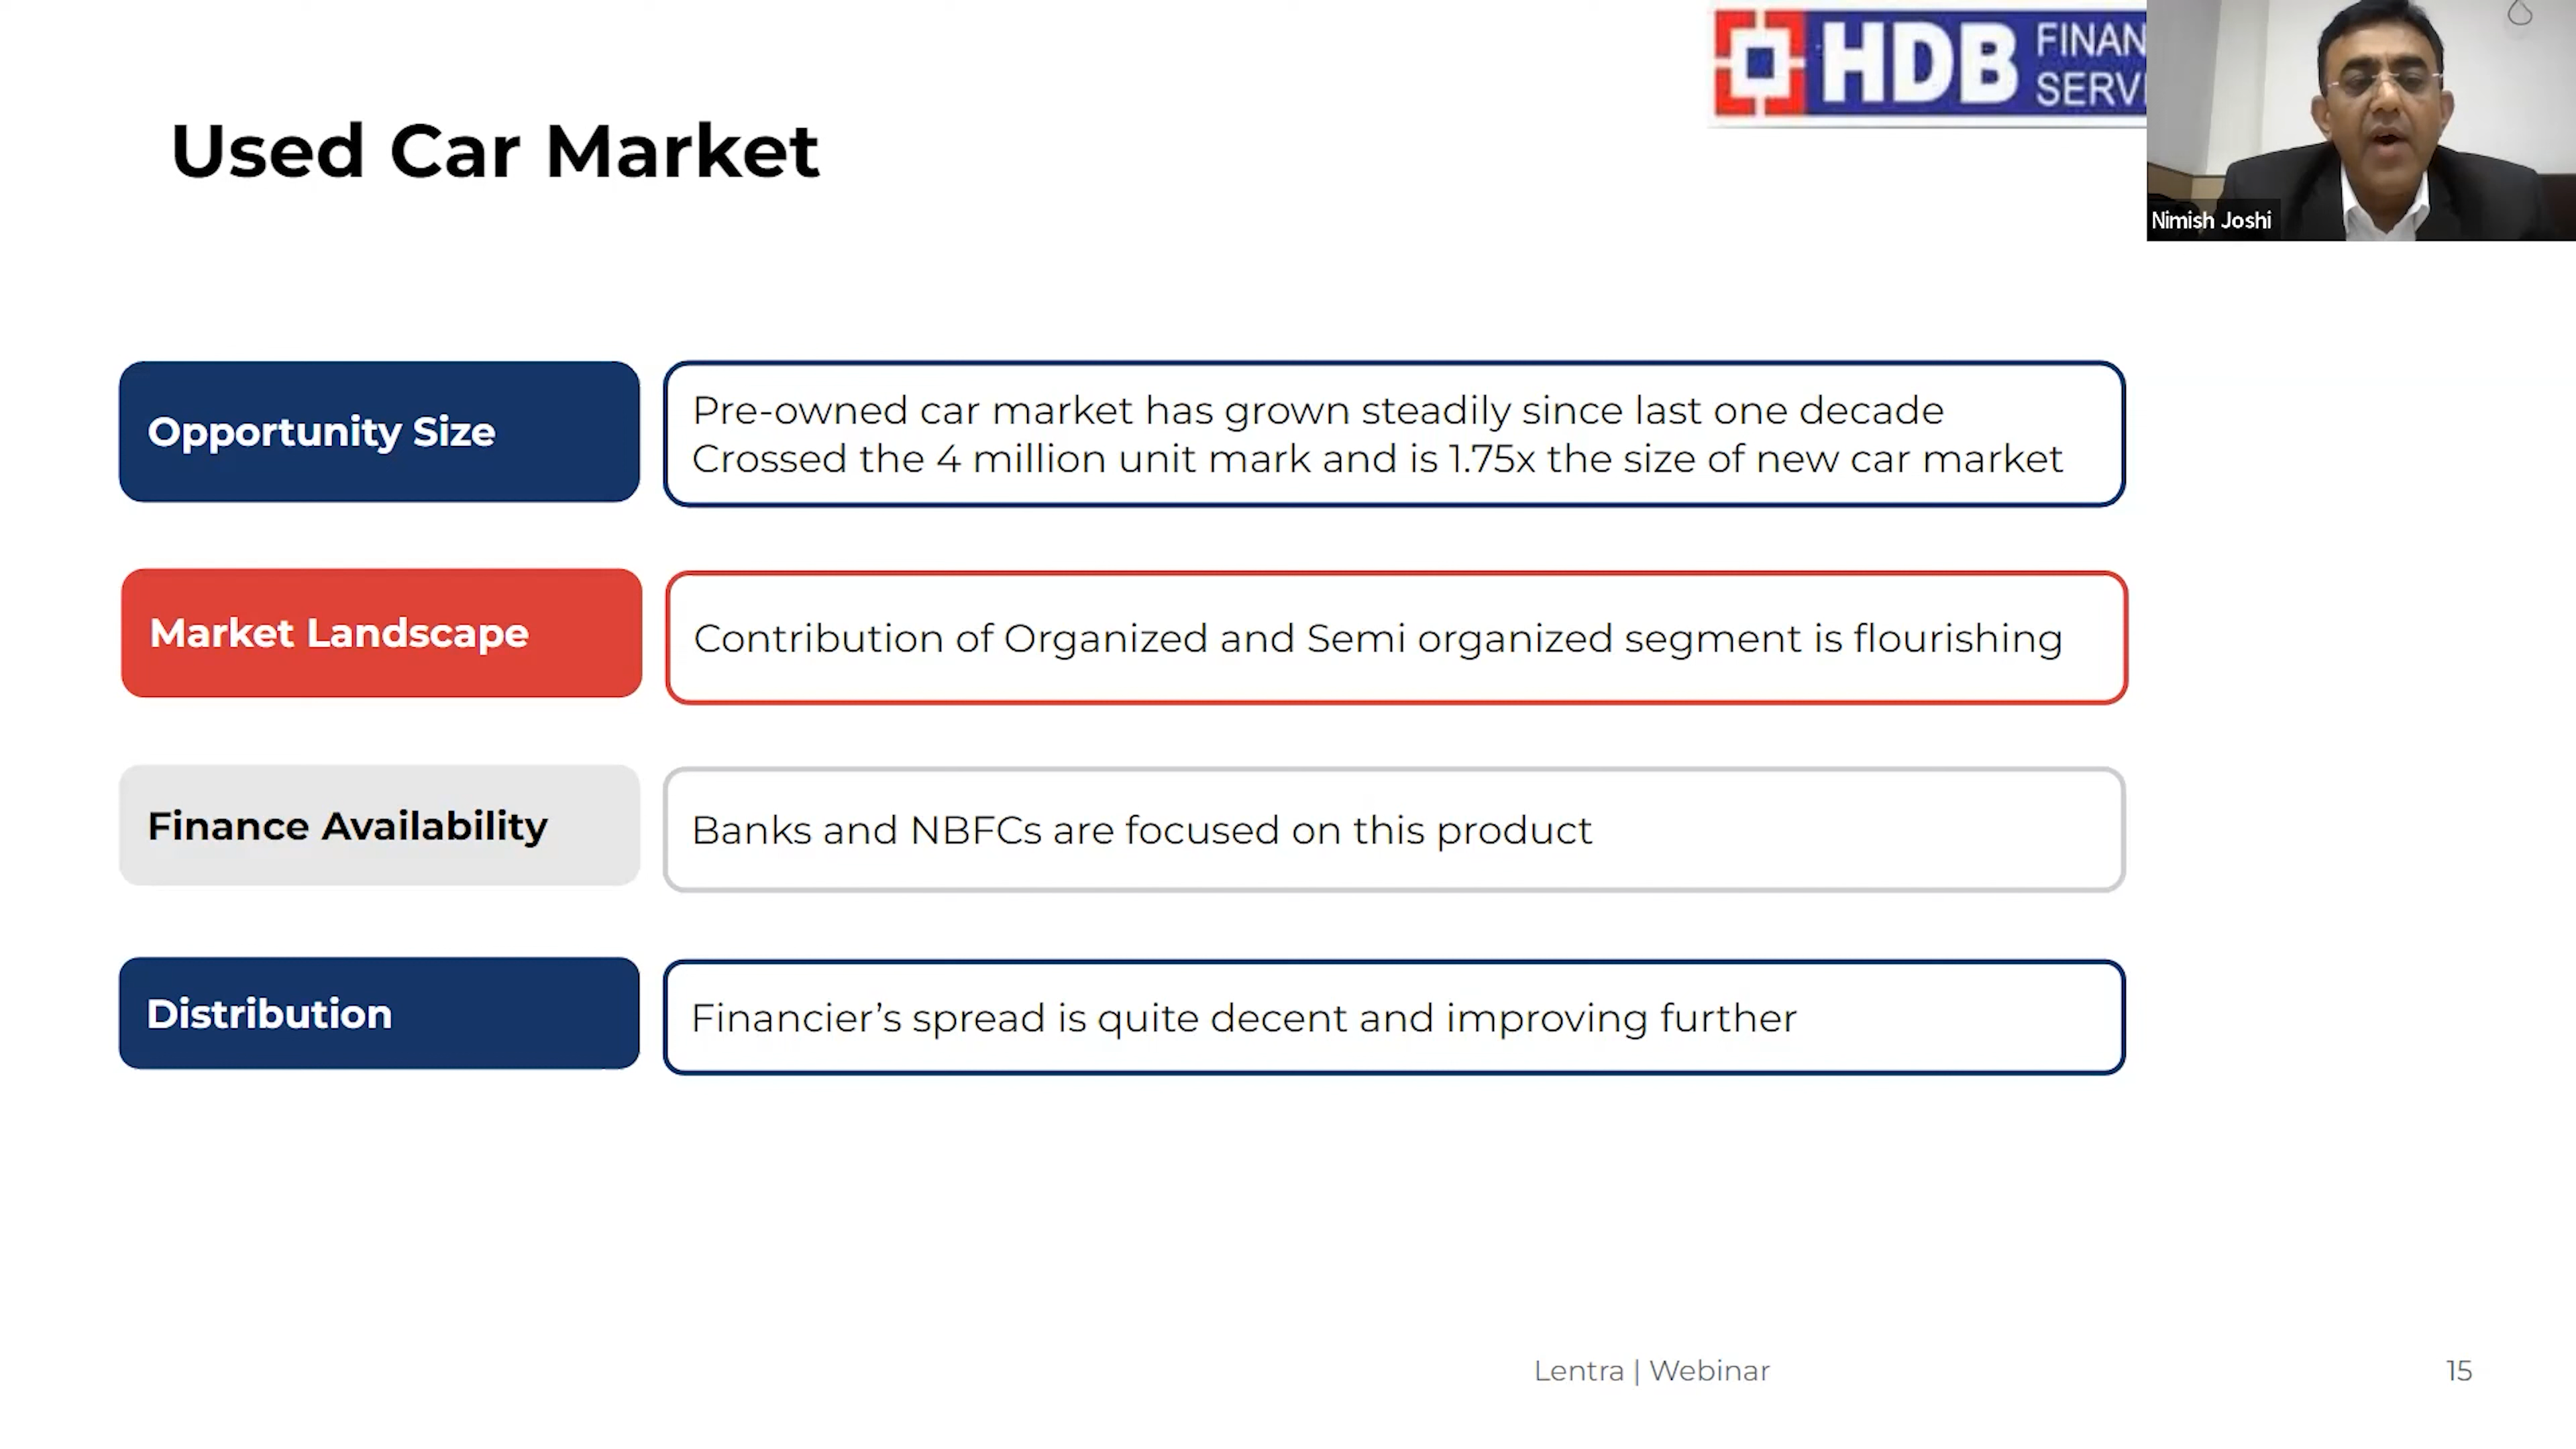 HDB
Used Car Market
Nimish Joshi
Opportunity Size
Pre-owned car market has grown steadily since last one decade
Crossed the 4 million unit mark and is 1.75x the size of new car market
Market Landscape
Contribution of Organized and Semi organized segment is flourishing
Finance Availability
Banks and NBFCs are focused on this product
Distribution
Financier’s spread is quite decent and improving further
Lentra | Webinar
15